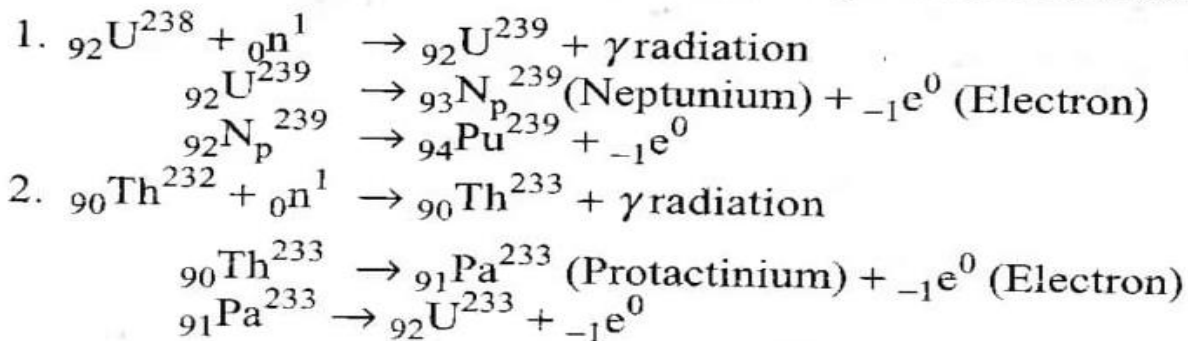 1. ₉₂U²³⁸ + ₀n¹ → ₉₂U²³⁹ + γ radiation
₉₂U²³⁹ → ₉₃Nₚ²³⁹ (Neptunium) + ₋₁e⁰ (Electron)
₉₂Nₚ²³⁹ → ₉₄Pu²³⁹ + ₋₁e⁰
2. ₉₀Th²³² + ₀n¹ → ₉₀Th²³³ + γ radiation
₉₀Th²³³ → ₉₁Pa²³³ (Protactinium) + ₋₁e⁰ (Electron)
₉₁Pa²³³ → ₉₂U²³³ + ₋₁e⁰